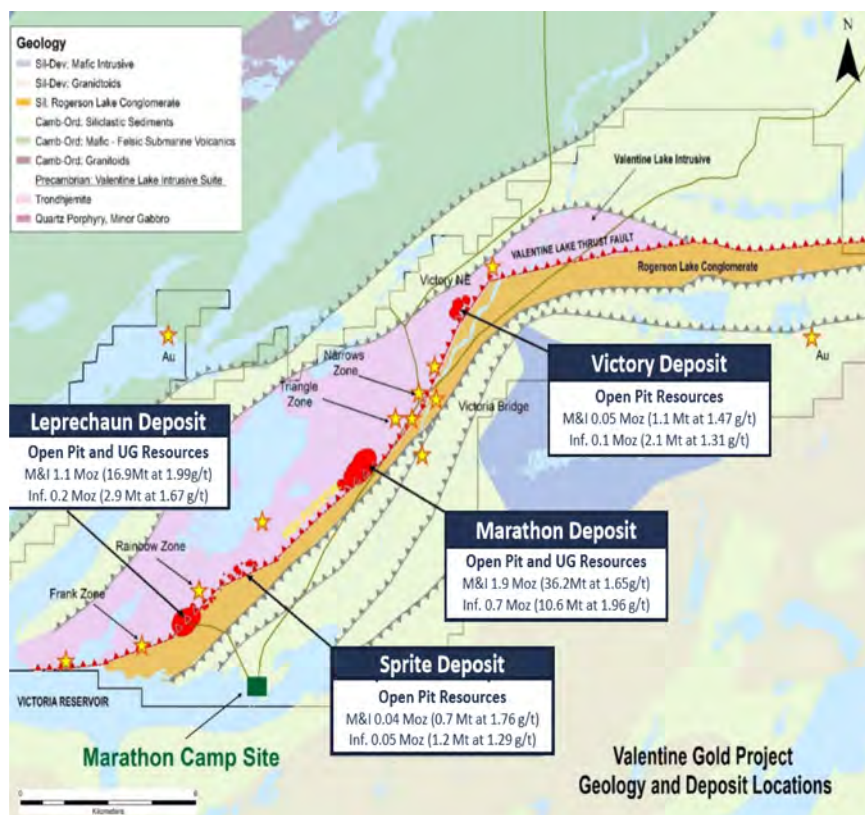 Geology
Sil-Dev: Mafic Intrusive
Sil-Dev: Granidtoids
Sil. Rogerson Lake Conglomerate
Camb-Ord: Siliclastic Sediments
Camb-Ord: Mafic - Felsic Submarine Volcanics
Camb-Ord: Granitoids
Precambrian: Valentine Lake Intrusive Suite
Trondhjemite
Quartz Porphyry, Minor Gabbro
N
Valentine Lake Intrusive
VALENTINE LAKE THRUST FAULT
Rogerson Lake Conglomerate
Victory NE
Au
Narrows
Zone
Triangle
Zone
Au
Victoria Bridge
Victory Deposit
Open Pit Resources
M&I 0.05 Moz (1.1 Mt at 1.47 g/t)
Inf. 0.1 Moz (2.1 Mt at 1.31 g/t)
Leprechaun Deposit
Open Pit and UG Resources
M&I 1.1 Moz (16.9Mt at 1.99g/t)
Inf. 0.2 Moz (2.9 Mt at 1.67 g/t)
Marathon Deposit
Open Pit and UG Resources
M&I 1.9 Moz (36.2Mt at 1.65g/t)
Inf. 0.7 Moz (10.6 Mt at 1.96 g/t)
Rainbow Zone
Frank Zone
Sprite Deposit
Open Pit Resources
M&I 0.04 Moz (0.7 Mt at 1.76 g/t)
Inf. 0.05 Moz (1.2 Mt at 1.29 g/t)
VICTORIA RESERVOIR
Marathon Camp Site
Valentine Gold Project
Geology and Deposit Locations
Kilometers